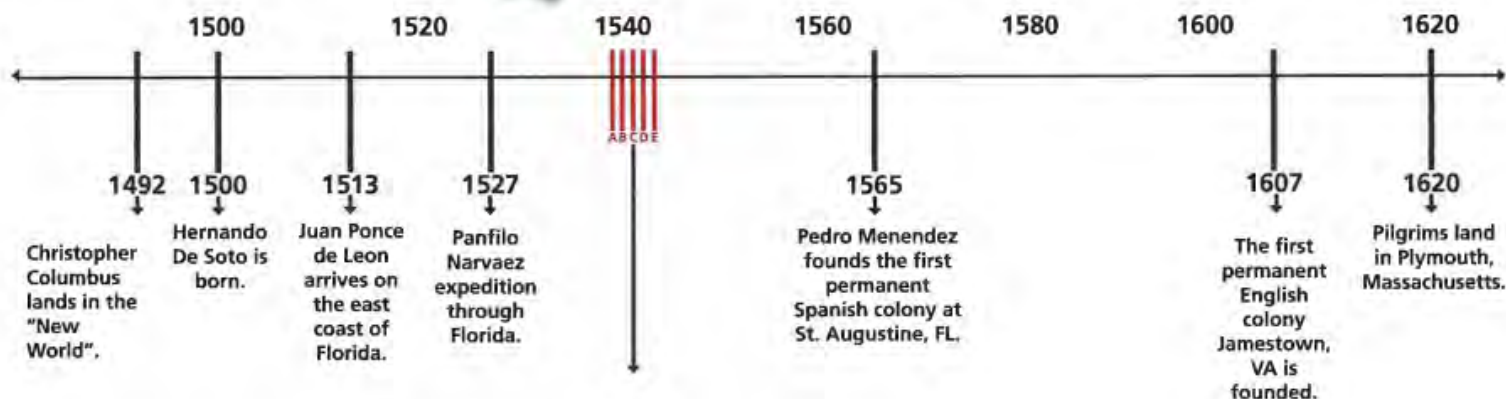 1500 1520 1540 1560 1580 1600 1620
A B C D E
1492
Christopher
Columbus
lands in the
"New
World".
1500
Hernando
De Soto is
born.
1513
Juan Ponce
de Leon
arrives on
the east
coast of
Florida.
1527
Panfilo
Narvaez
expedition
through
Florida.
1565
Pedro Menendez
founds the first
permanent
Spanish colony at
St. Augustine, FL.
1607
The first
permanent
English
colony
Jamestown,
VA is
founded.
1620
Pilgrims land
in Plymouth,
Massachusetts.